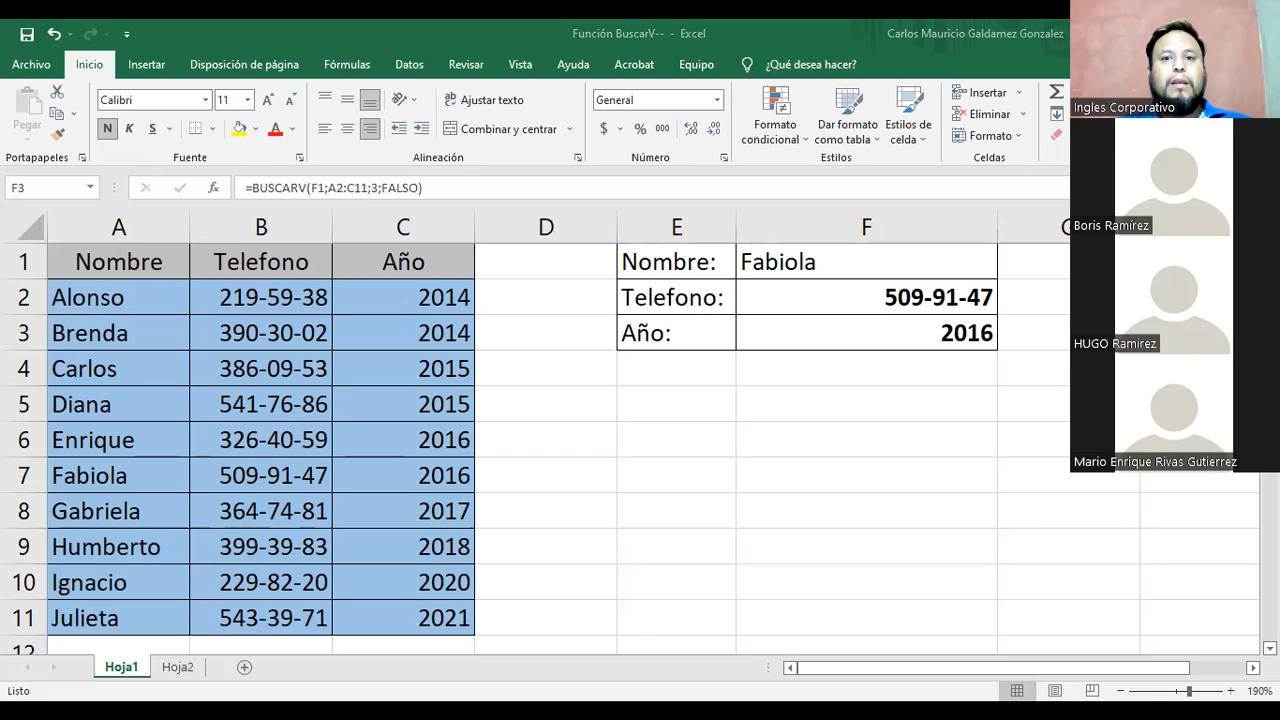 Función BuscarV-- - Excel
Carlos Mauricio Galdamez Gonzalez
Archivo Inicio Insertar Disposición de página Fórmulas Datos Revisar Vista Ayuda Acrobat Equipo ¿Qué desea hacer?
Pegar
Calibri 11
N K S
Ajustar texto
Combinar y centrar
General
$ % 000
Formato condicional
Dar formato como tabla
Estilos de celda
Insertar
Eliminar
Formato
Portapapeles Fuente Alineación Número Estilos Celdas
F3 fx =BUSCARV(F1;A2:C11;3;FALSO)
A B C D E F
1 Nombre Telefono Año Nombre: Fabiola
2 Alonso 219-59-38 2014 Telefono: 509-91-47
3 Brenda 390-30-02 2014 Año: 2016
4 Carlos 386-09-53 2015
5 Diana 541-76-86 2015
6 Enrique 326-40-59 2016
7 Fabiola 509-91-47 2016
8 Gabriela 364-74-81 2017
9 Humberto 399-39-83 2018
10 Ignacio 229-82-20 2020
11 Julieta 543-39-71 2021
12
Hoja1 Hoja2
Listo
190%
Ingles Corporativo
Boris Ramírez
HUGO Ramirez
Mario Enrique Rivas Gutierrez